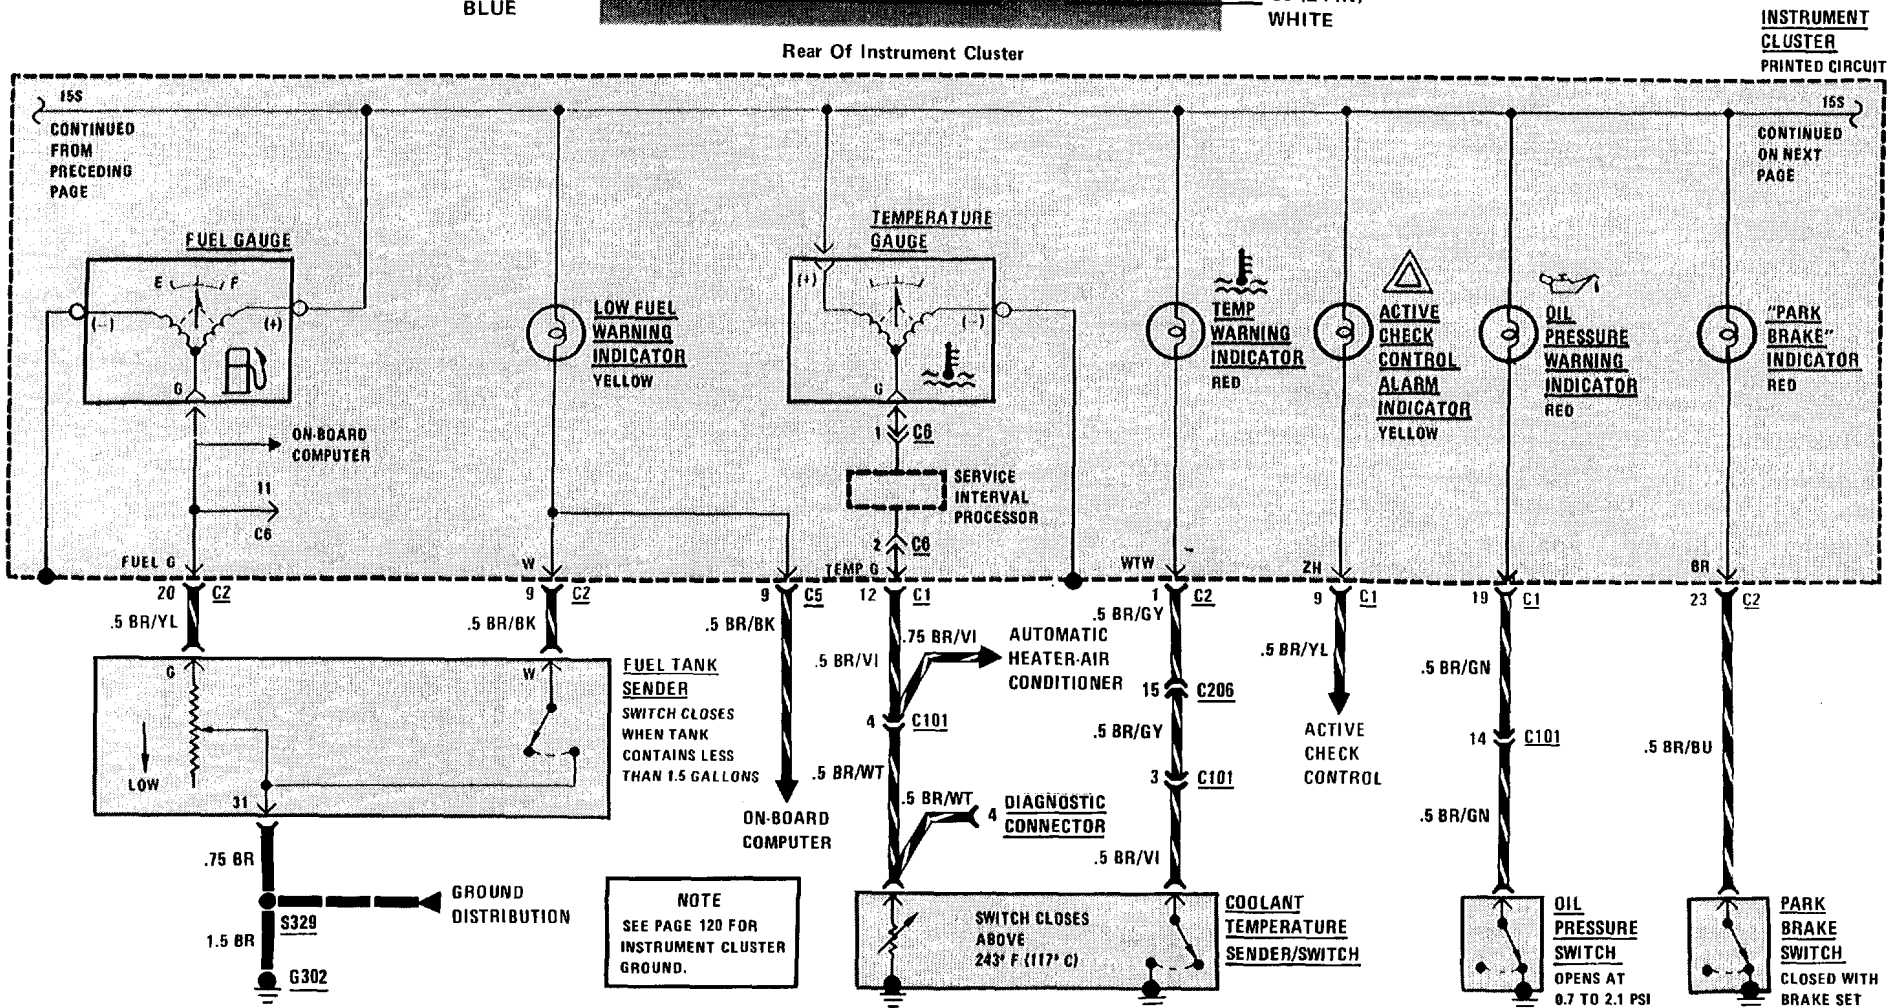 BLUE
WHITE
Rear Of Instrument Cluster
INSTRUMENT
CLUSTER
PRINTED CIRCUIT
15S
CONTINUED
FROM
PRECEDING
PAGE
15S
CONTINUED
ON NEXT
PAGE
FUEL GAUGE
E F
(-) (+)
G
ON-BOARD
COMPUTER
11
C6
LOW FUEL
WARNING
INDICATOR
YELLOW
TEMPERATURE
GAUGE
(+)
(-)
G
1 C6
SERVICE
INTERVAL
PROCESSOR
2 C6
TEMP
WARNING
INDICATOR
RED
ACTIVE
CHECK
CONTROL
ALARM
INDICATOR
YELLOW
OIL
PRESSURE
WARNING
INDICATOR
RED
"PARK
BRAKE"
INDICATOR
RED
FUEL G
W
TEMP G
WTW
ZH
BR
20 C2
9 C2
9 C5
12 C1
1 C2
9 C1
19 C1
23 C2
.5 BR/YL
.5 BR/BK
.5 BR/BK
.5 BR/VI
.75 BR/VI
AUTOMATIC
HEATER-AIR
CONDITIONER
.5 BR/GY
.5 BR/YL
.5 BR/GN
.5 BR/BU
G
W
LOW
31
FUEL TANK
SENDER
SWITCH CLOSES
WHEN TANK
CONTAINS LESS
THAN 1.5 GALLONS
4 C101
.5 BR/WT
.5 BR/WT
4 DIAGNOSTIC
CONNECTOR
15 C206
.5 BR/GY
3 C101
.5 BR/VI
ACTIVE
CHECK
CONTROL
14 C101
.5 BR/GN
ON-BOARD
COMPUTER
.75 BR
GROUND
DISTRIBUTION
S329
1.5 BR
G302
NOTE
SEE PAGE 120 FOR
INSTRUMENT CLUSTER
GROUND.
SWITCH CLOSES
ABOVE
243° F (117° C)
COOLANT
TEMPERATURE
SENDER/SWITCH
OIL
PRESSURE
SWITCH
OPENS AT
0.7 TO 2.1 PSI
PARK
BRAKE
SWITCH
CLOSED WITH
BRAKE SET